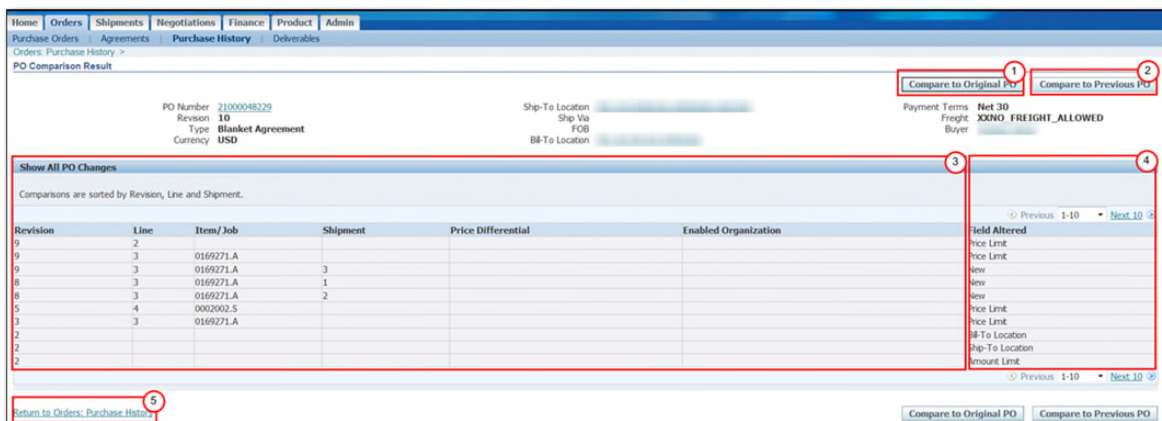 Home Orders Shipments Negotiations Finance Product Admin
Purchase Orders | Agreements | Purchase History | Deliverables
Orders: Purchase History >
PO Comparison Result
1 2
Compare to Original PO Compare to Previous PO
PO Number 21000048229 Ship-To Location Payment Terms Net 30
Revision 10 Ship Via Freight XXNO_FREIGHT_ALLOWED
Type Blanket Agreement FOB Buyer
Currency USD Bill-To Location
Show All PO Changes 3 4
Comparisons are sorted by Revision, Line and Shipment.
Previous 1-10 Next 10
Revision Line Item/Job Shipment Price Differential Enabled Organization Field Altered
9 2 Price Limit
9 3 0169271.A Price Limit
9 3 0169271.A 3 New
8 3 0169271.A 1 New
8 3 0169271.A 2 New
5 4 0002002.S Price Limit
3 3 0169271.A Price Limit
2 Bill-To Location
2 Ship-To Location
2 Amount Limit
Previous 1-10 Next 10
5
Return to Orders: Purchase History Compare to Original PO Compare to Previous PO